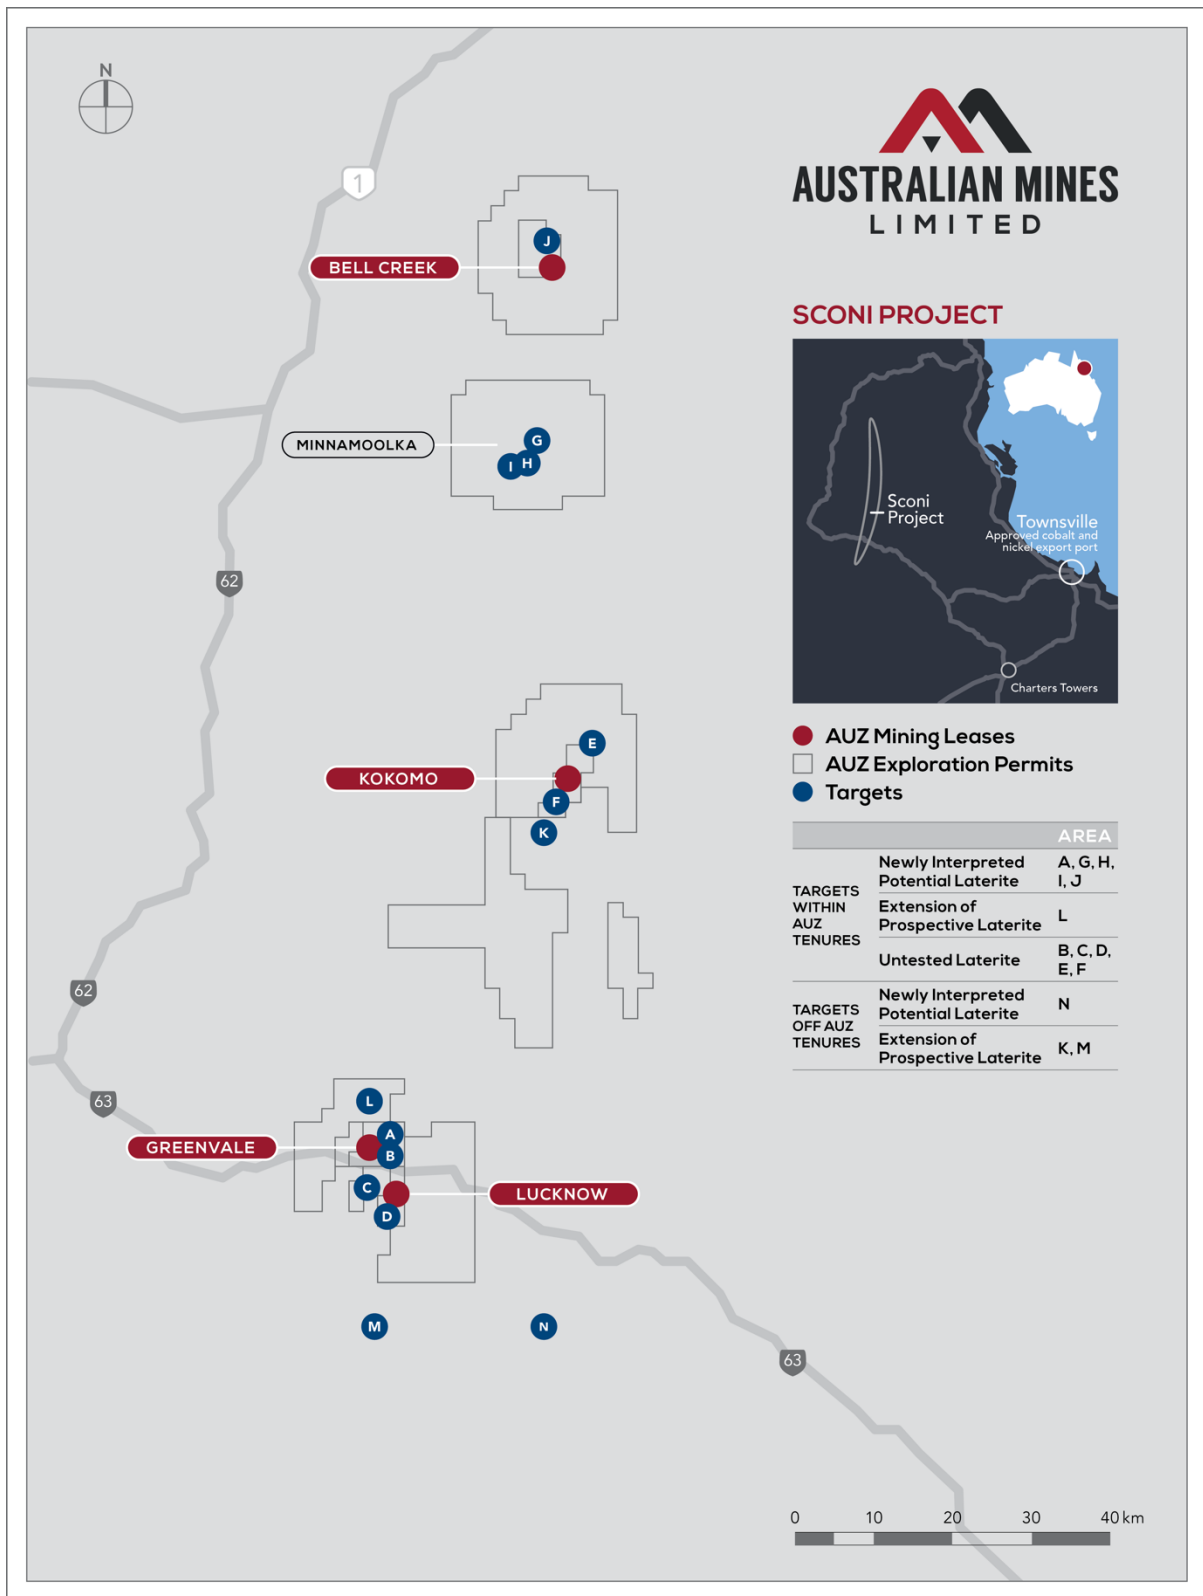 N
1
AUSTRALIAN MINES
LIMITED
J
BELL CREEK
SCONI PROJECT
Sconi
Project
Townsville
Approved cobalt and
nickel export port
Charters Towers
MINNAMOOLKA
G
H
I
62
E
KOKOMO
F
K
AUZ Mining Leases
AUZ Exploration Permits
Targets
AREA
TARGETS
WITHIN
AUZ
TENURES
Newly Interpreted
Potential Laterite
A, G, H,
I, J
Extension of
Prospective Laterite
L
Untested Laterite
B, C, D,
E, F
TARGETS
OFF AUZ
TENURES
Newly Interpreted
Potential Laterite
N
Extension of
Prospective Laterite
K, M
62
63
L
A
GREENVALE
B
C
LUCKNOW
D
M
N
63
0 10 20 30 40 km